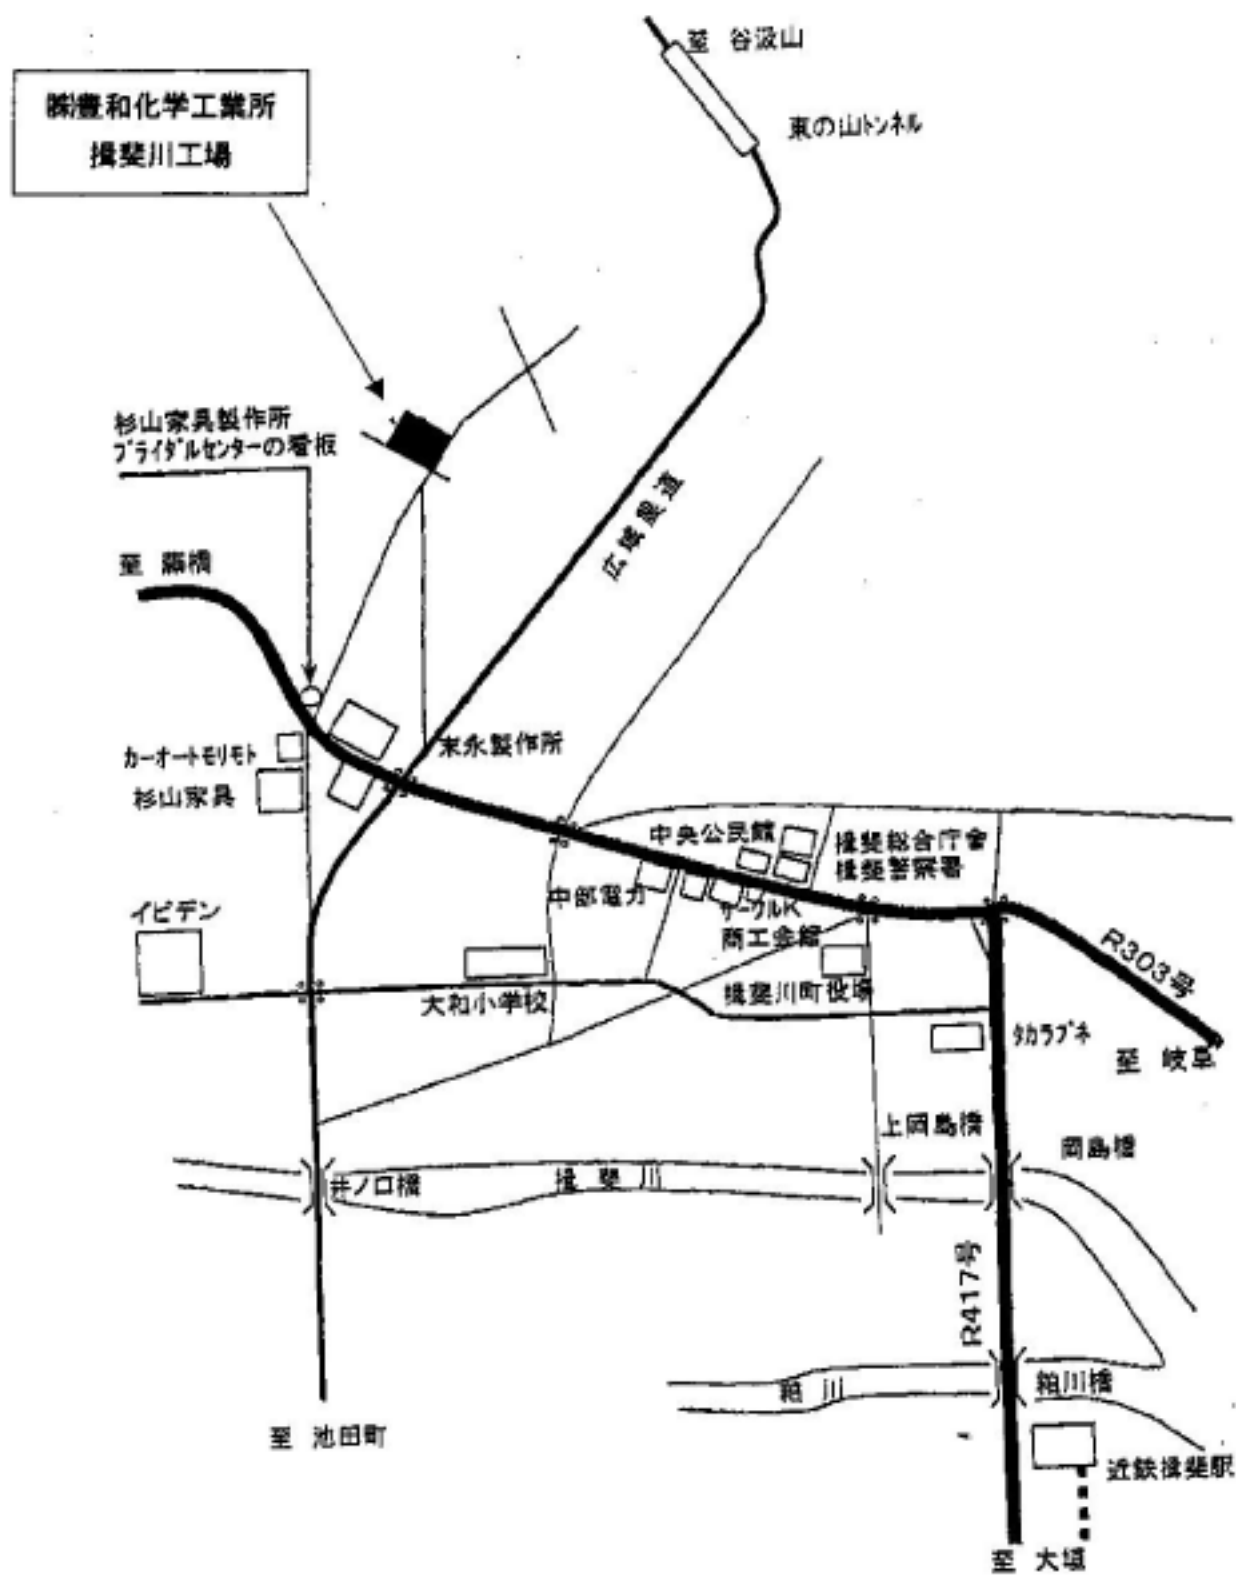 至 谷汲山
㈱豊和化学工業所
揖斐川工場
東の山トンネル
杉山家具製作所
ブライダルセンターの看板
広域農道
至 藤橋
末永製作所
カーオートモリモト
杉山家具
中央公民館
揖斐総合庁舎
揖斐警察署
中部電力
サークルK
商工会館
イビデン
R303号
大和小学校
揖斐川町役場
タカラブネ
至 岐阜
上岡島橋
岡島橋
井ノ口橋
揖斐川
R417号
粕川
粕川橋
至 池田町
近鉄揖斐駅
至 大垣